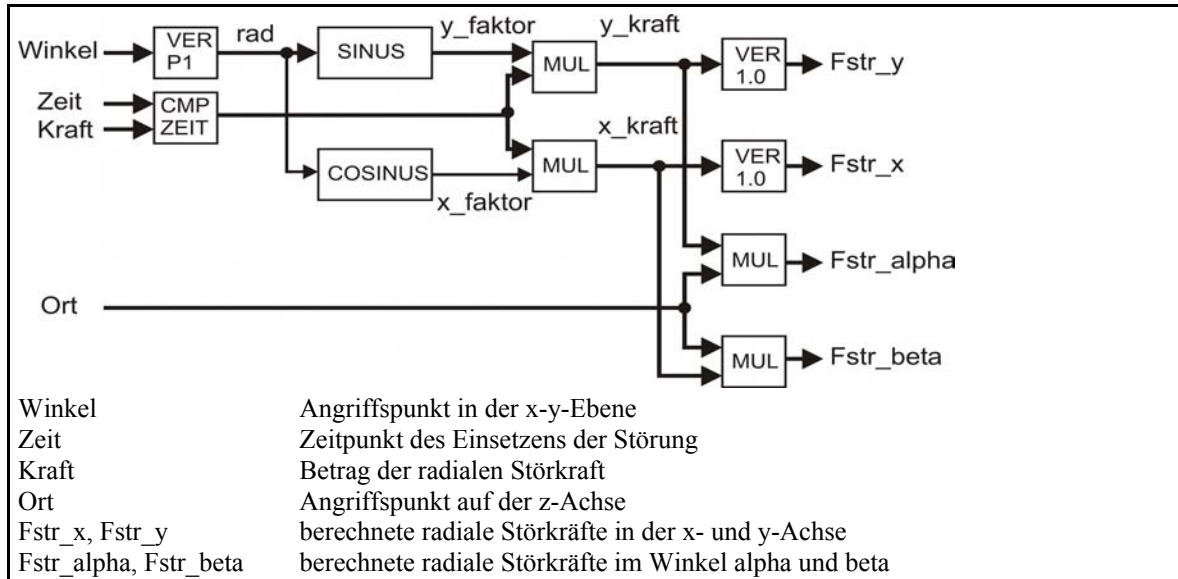 Winkel VER P1 rad SINUS y_faktor MUL y_kraft VER 1.0 Fstr_y
Zeit
Kraft CMP ZEIT
COSINUS x_faktor MUL x_kraft VER 1.0 Fstr_x
MUL Fstr_alpha
Ort
MUL Fstr_beta
Winkel Angriffspunkt in der x-y-Ebene
Zeit Zeitpunkt des Einsetzens der Störung
Kraft Betrag der radialen Störkraft
Ort Angriffspunkt auf der z-Achse
Fstr_x, Fstr_y berechnete radiale Störkräfte in der x- und y-Achse
Fstr_alpha, Fstr_beta berechnete radiale Störkräfte im Winkel alpha und beta